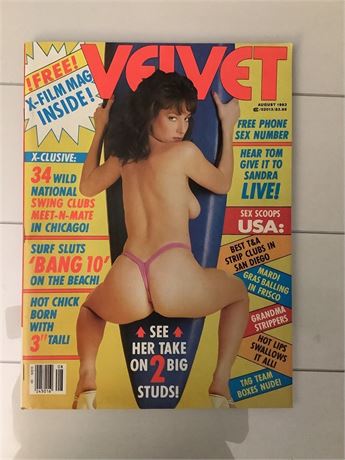 !FREE!
X-FILM MAG
INSIDE!
VELVET
AUGUST 1983
FREE PHONE
SEX NUMBER
HEAR TOM
GIVE IT TO
SANDRA
LIVE!
X-CLUSIVE:
34 WILD
NATIONAL
SWING CLUBS
MEET-N-MATE
IN CHICAGO!
SURF SLUTS
'BANG 10'
ON THE BEACH!
HOT CHICK
BORN
WITH
3" TAIL!
SEX SCOOPS
USA:
BEST T&A
STRIP CLUBS IN
SAN DIEGO
MARDI
GRAS BALLING
IN FRISCO
GRANDMA
STRIPPERS
HOT LIPS
SWALLOWS
IT ALL!
TAG TEAM
BOXES NUDE!
SEE
HER TAKE
ON 2 BIG
STUDS!